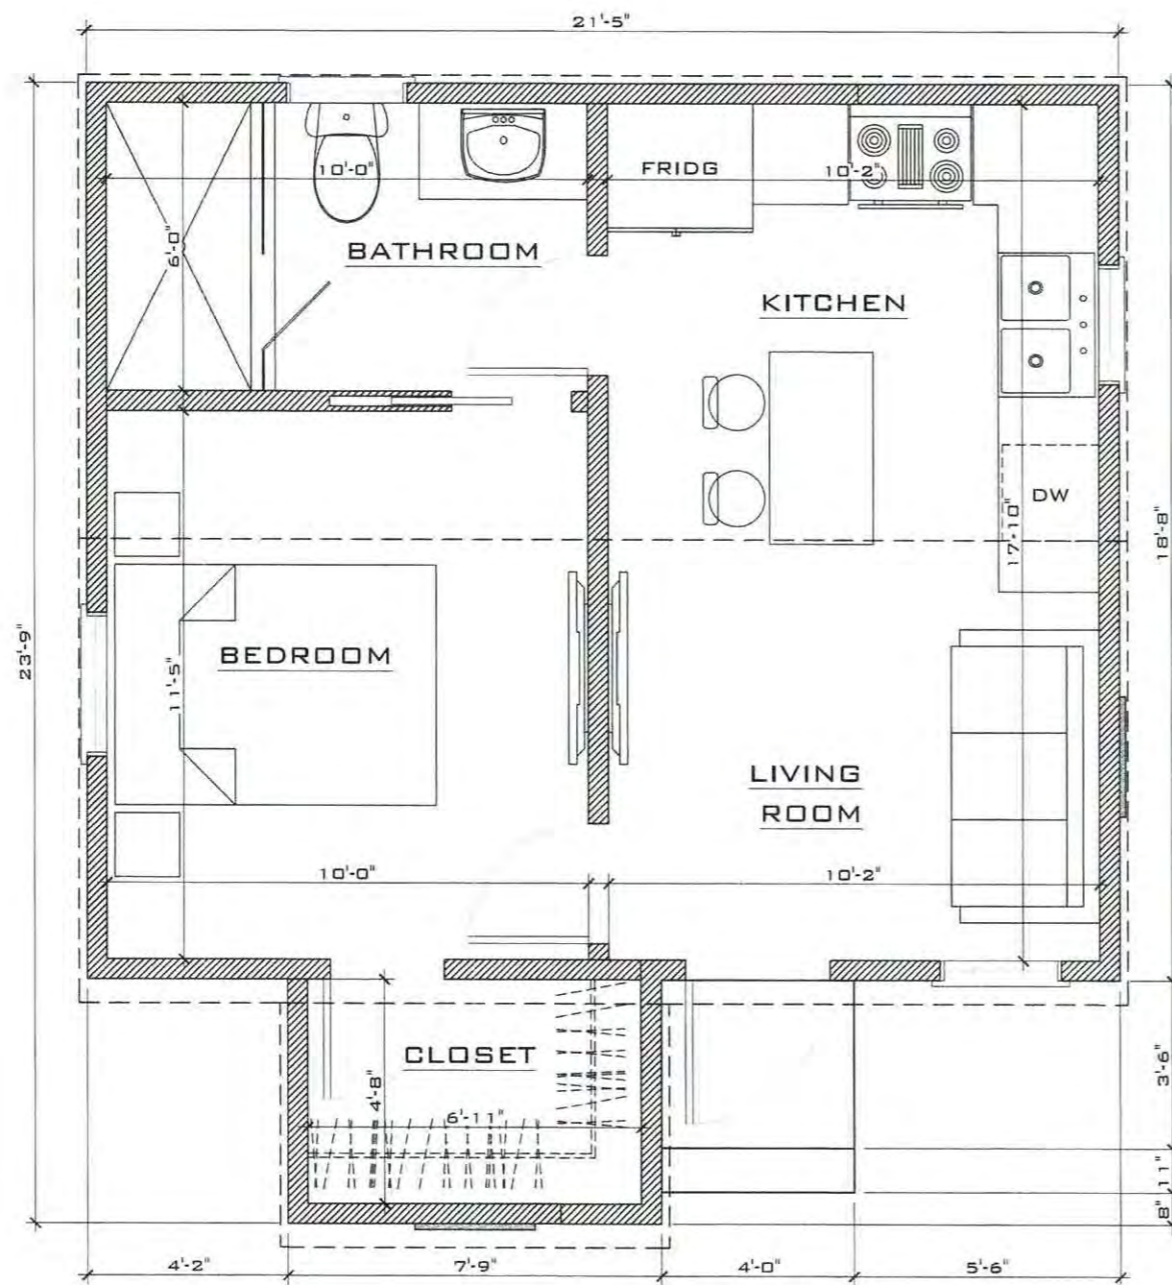 21'-5"
FRIDG
10'-0"
10'-2"
BATHROOM
6'-0"
KITCHEN
DW
17'-10"
18'-8"
23'-9"
BEDROOM
11'-5"
LIVING
ROOM
10'-0"
10'-2"
CLOSET
4'-8"
6'-11"
3'-6"
11"
8"
4'-2"
7'-9"
4'-0"
5'-6"